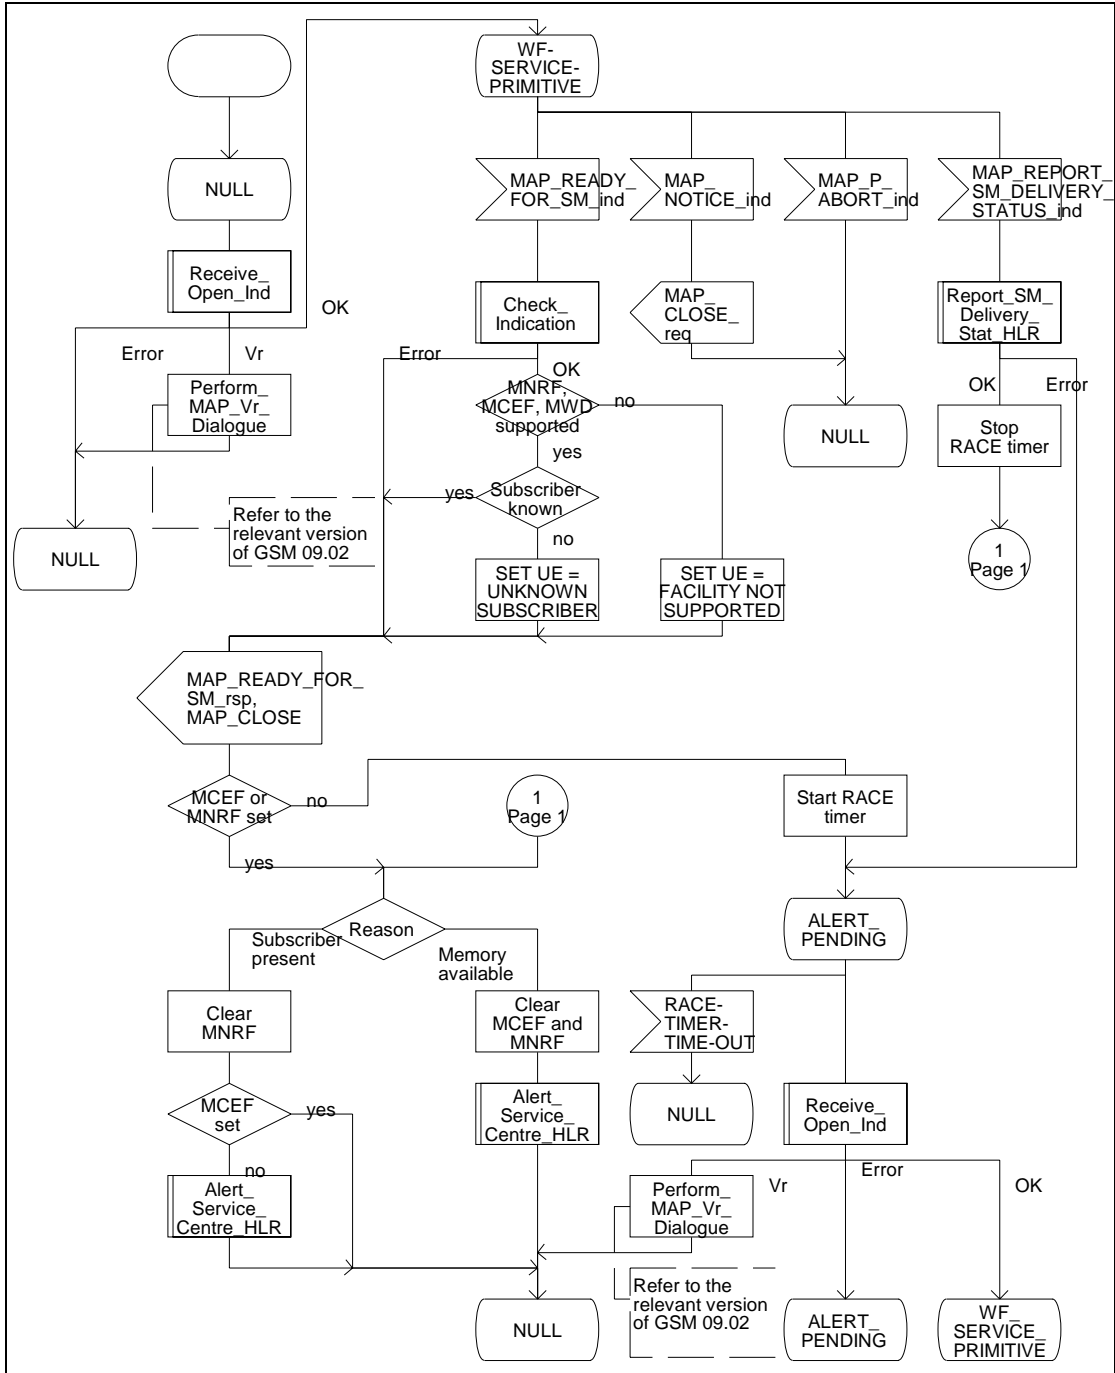 WF-
SERVICE-
PRIMITIVE
NULL
MAP_READY_
FOR_SM_ind
MAP_
NOTICE_ind
MAP_P_
ABORT_ind
MAP_REPORT_
SM_DELIVERY_
STATUS_ind
Receive_
Open_Ind
OK
Check_
Indication
MAP_
CLOSE_
req
Report_SM_
Delivery_
Stat_HLR
Error
Vr
Error
OK
OK
Error
Perform_
MAP_Vr_
Dialogue
MNRF,
MCEF, MWD
supported
no
NULL
Stop
RACE timer
yes
Subscriber
known
yes
no
Refer to the
relevant version
of GSM 09.02
NULL
1
Page 1
SET UE =
UNKNOWN
SUBSCRIBER
SET UE =
FACILITY NOT
SUPPORTED
MAP_READY_FOR_
SM_rsp,
MAP_CLOSE
MCEF or
MNRF set
no
1
Page 1
Start RACE
timer
yes
Reason
Subscriber
present
Memory
available
ALERT_
PENDING
Clear
MNRF
Clear
MCEF and
MNRF
RACE-
TIMER-
TIME-OUT
MCEF
set
yes
Alert_
Service_
Centre_HLR
NULL
Receive_
Open_Ind
no
Alert_
Service_
Centre_HLR
Perform_
MAP_Vr_
Dialogue
Vr
Error
OK
Refer to the
relevant version
of GSM 09.02
NULL
ALERT_
PENDING
WF_
SERVICE_
PRIMITIVE